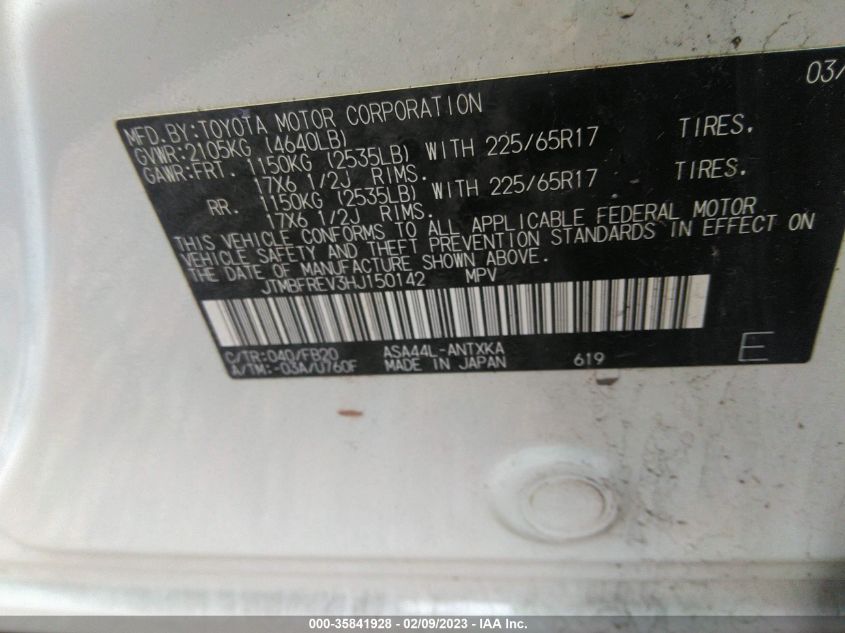 03/
MFD.BY:TOYOTA MOTOR CORPORATION
GVWR:2105KG (4640LB)
GAWR:FRT. 1150KG (2535LB) WITH 225/65R17 TIRES.
17X6 1/2J RIMS.
RR. 1150KG (2535LB) WITH 225/65R17 TIRES.
17X6 1/2J RIMS.
THIS VEHICLE CONFORMS TO ALL APPLICABLE FEDERAL MOTOR
VEHICLE SAFETY AND THEFT PREVENTION STANDARDS IN EFFECT ON
THE DATE OF MANUFACTURE SHOWN ABOVE.
JTMBFREV3HJ150142 MPV
C/TR:040/FB20 ASA44L-ANTXKA 619 E
A/TM:-03A/U760F MADE IN JAPAN
000-35841928 - 02/09/2023 - IAA Inc.